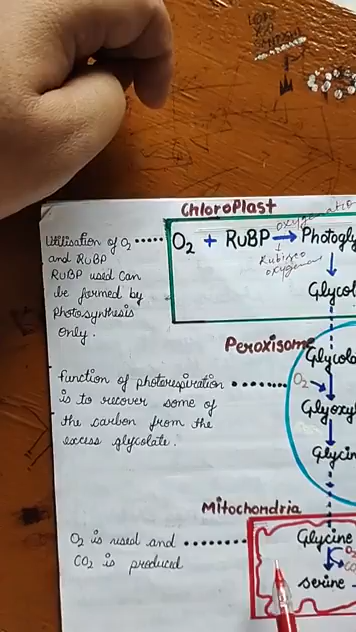 ChloroPlast
Utilisation of O2
and RuBP
RuBP used can
be formed by
Photosynthesis
only.
O2 + RuBP → Photogly
oxygenation
Rubisco
oxygenase
Glycol
Peroxisome
Glycola
O2
function of photorespiration
is to recover some of
the carbon from the
excess glycolate.
Glyoxyl
Glycin
Mitochondria
O2 is used and
CO2 is produced
Glycine
serine